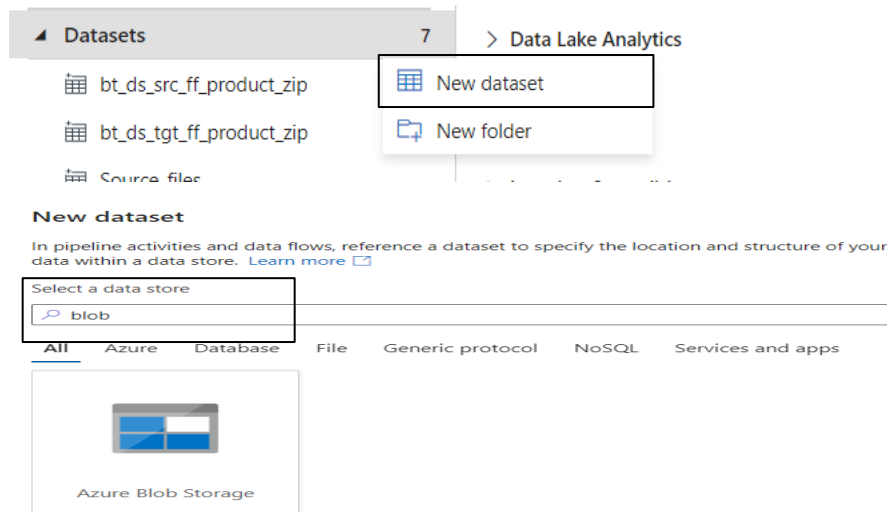 Datasets 7
> Data Lake Analytics
bt_ds_src_ff_product_zip
New dataset
bt_ds_tgt_ff_product_zip
New folder
Source_files
New dataset
In pipeline activities and data flows, reference a dataset to specify the location and structure of your
data within a data store. Learn more
Select a data store
blob
All Azure Database File Generic protocol NoSQL Services and apps
Azure Blob Storage